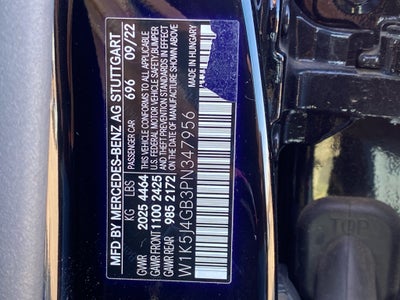 MFD BY MERCEDES-BENZ AG STUTTGART
PASSENGER CAR 696 09/22
KG LBS THIS VEHICLE CONFORMS TO ALL APPLICABLE
GVWR 2025 4464 U.S. FEDERAL MOTOR VEHICLE SAFETY, BUMPER
GAWR FRONT 1100 2425 AND THEFT PREVENTION STANDARDS IN EFFECT
GAWR REAR 985 2172 ON THE DATE OF MANUFACTURE SHOWN ABOVE.
W1K5J4GB3PN347956
MADE IN HUNGARY
TOP